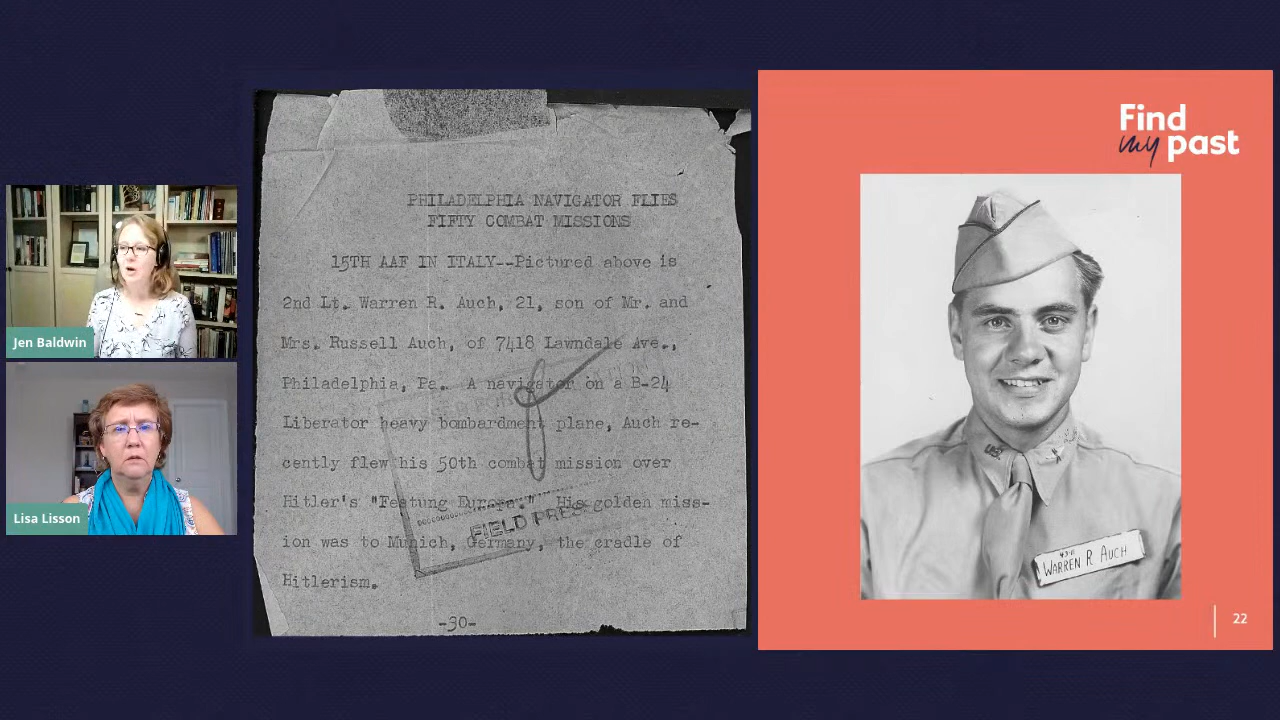 Jen Baldwin
Lisa Lisson
PHILADELPHIA NAVIGATOR FLIES
FIFTY COMBAT MISSIONS
15TH AAF IN ITALY--Pictured above is
2nd Lt. Warren R. Auch, 21, son of Mr. and
Mrs. Russell Auch, of 7418 Lawndale Ave.,
Philadelphia, Pa. A navigator on a B-24
Liberator heavy bombardment plane, Auch re-
cently flew his 50th combat mission over
Hitler's "Festung Europa." His golden miss-
ion was to Munich, Germany, the cradle of
Hitlerism.
-30-
FIELD PRESS
Find
my past
43-11
WARREN R AUCH
22